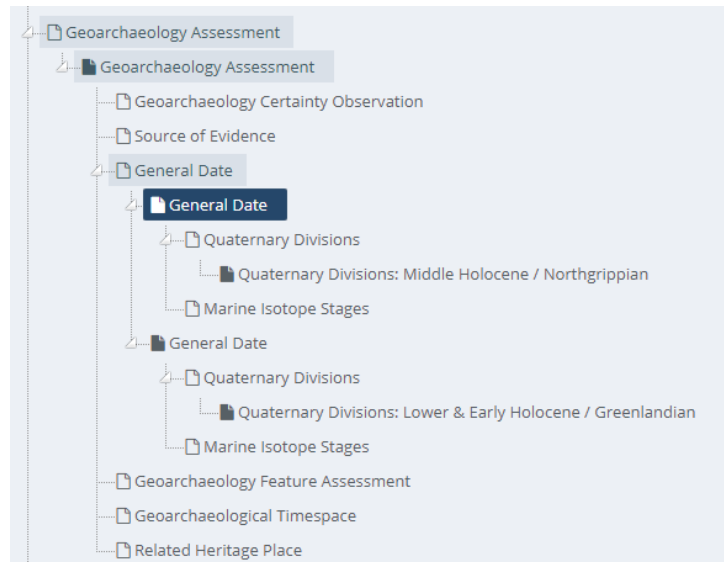 Geoarchaeology Assessment
Geoarchaeology Assessment
Geoarchaeology Certainty Observation
Source of Evidence
General Date
General Date
Quaternary Divisions
Quaternary Divisions: Middle Holocene / Northgrippian
Marine Isotope Stages
General Date
Quaternary Divisions
Quaternary Divisions: Lower & Early Holocene / Greenlandian
Marine Isotope Stages
Geoarchaeology Feature Assessment
Geoarchaeological Timespace
Related Heritage Place